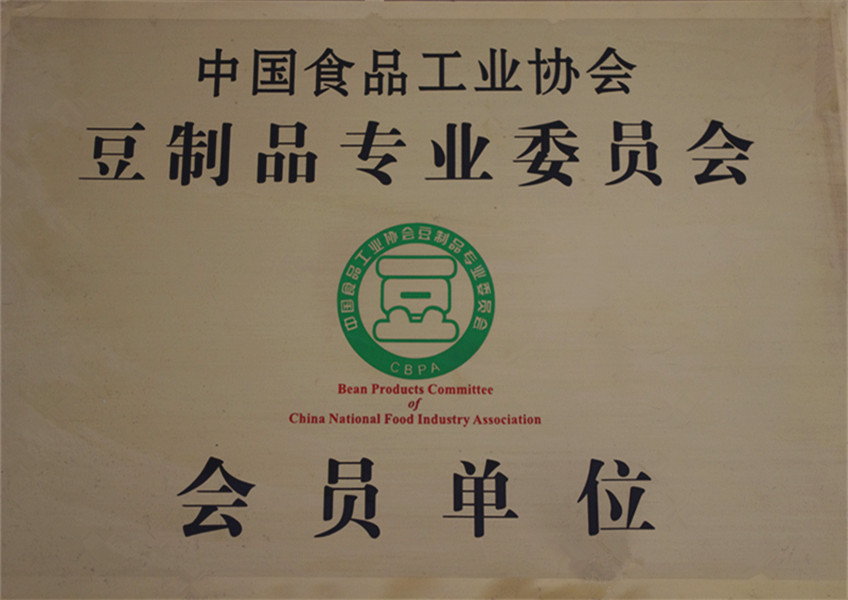 中国食品工业协会
豆制品专业委员会
中国食品工业协会豆制品专业委员会
豆
CBPA
Bean Products Committee
of
China National Food Industry Association
会员单位